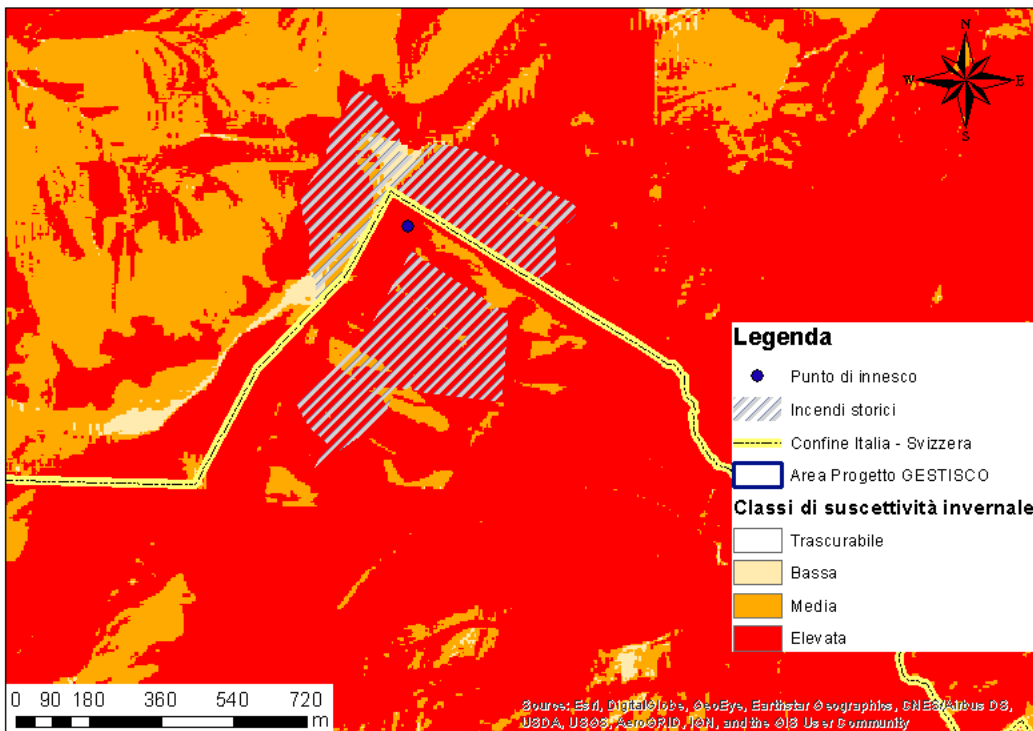 N
W E
S
Legenda
Punto di innesco
Incendi storici
Confine Italia - Svizzera
Area Progetto GESTISCO
Classi di suscettività invernale
Trascurabile
Bassa
Media
Elevata
0 90 180 360 540 720
m
Source: Esri, DigitalGlobe, GeoEye, Earthstar Geographics, CNES/Airbus DS,
USDA, USGS, AeroGRID, IGN, and the GIS User Community